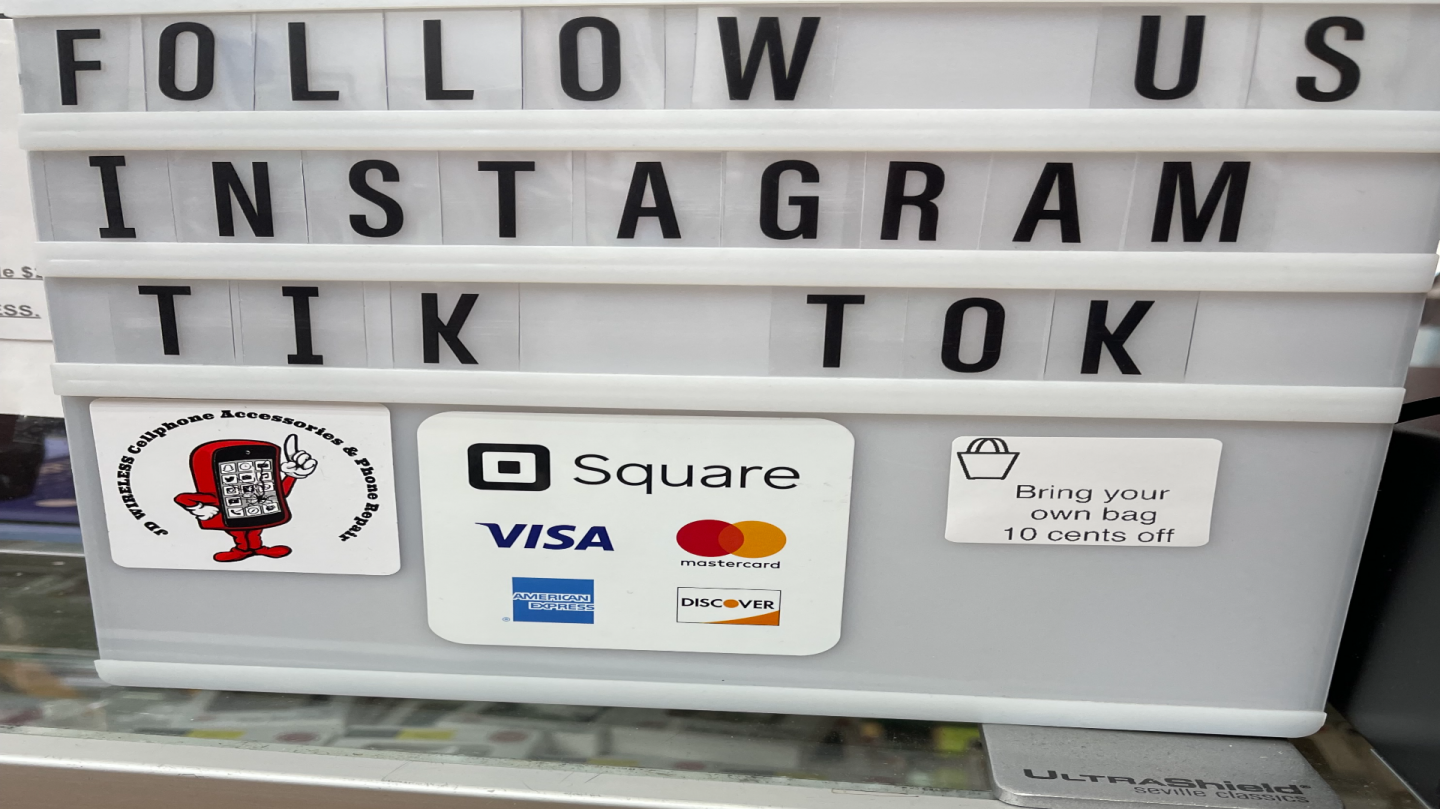 FOLLOW US
INSTAGRAM
TIK TOK
JD WIRELESS Cellphone Accessories & Phone Repair
Square
VISA
mastercard
AMERICAN
EXPRESS
®
DISCOVER
Bring your
own bag
10 cents off
ESS.
ULTRASHIELD®
seville classics